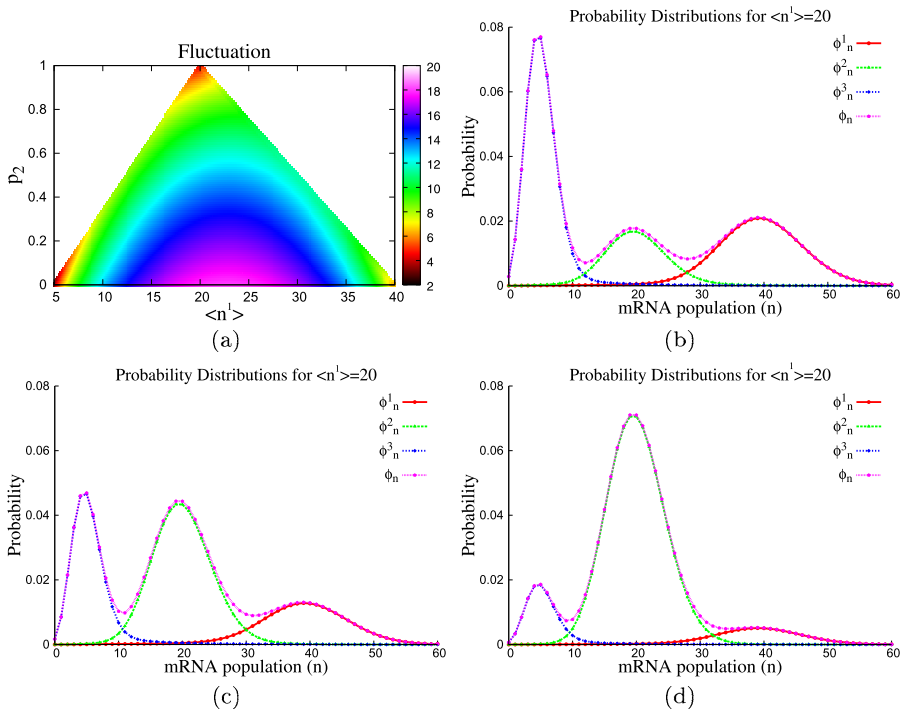 Fluctuation
p₂
1
0.8
0.6
0.4
0.2
0
5 10 15 20 25 30 35 40
<n¹>
20
18
16
14
12
10
8
6
4
2
(a)
Probability Distributions for <n¹>=20
Probability
0.08
0.06
0.04
0.02
0
0 10 20 30 40 50 60
mRNA population (n)
ϕ¹ₙ
ϕ²ₙ
ϕ³ₙ
ϕₙ
(b)
Probability Distributions for <n¹>=20
Probability
0.08
0.06
0.04
0.02
0
0 10 20 30 40 50 60
mRNA population (n)
ϕ¹ₙ
ϕ²ₙ
ϕ³ₙ
ϕₙ
(c)
Probability Distributions for <n¹>=20
Probability
0.08
0.06
0.04
0.02
0
0 10 20 30 40 50 60
mRNA population (n)
ϕ¹ₙ
ϕ²ₙ
ϕ³ₙ
ϕₙ
(d)